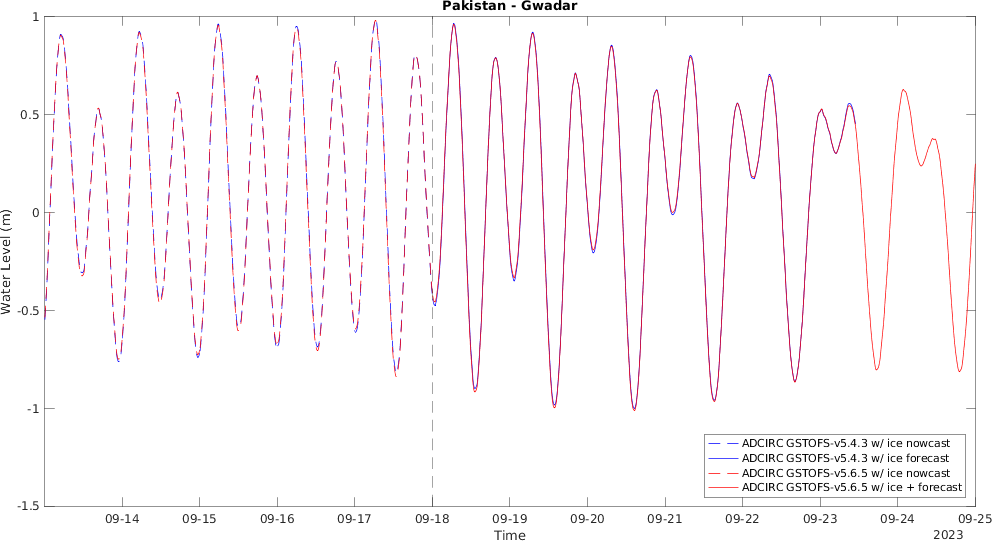 Pakistan - Gwadar
1
0.5
0
-0.5
-1
-1.5
Water Level (m)
09-14 09-15 09-16 09-17 09-18 09-19 09-20 09-21 09-22 09-23 09-24 09-25
Time
2023
ADCIRC GSTOFS-v5.4.3 w/ ice nowcast
ADCIRC GSTOFS-v5.4.3 w/ ice forecast
ADCIRC GSTOFS-v5.6.5 w/ ice nowcast
ADCIRC GSTOFS-v5.6.5 w/ ice + forecast